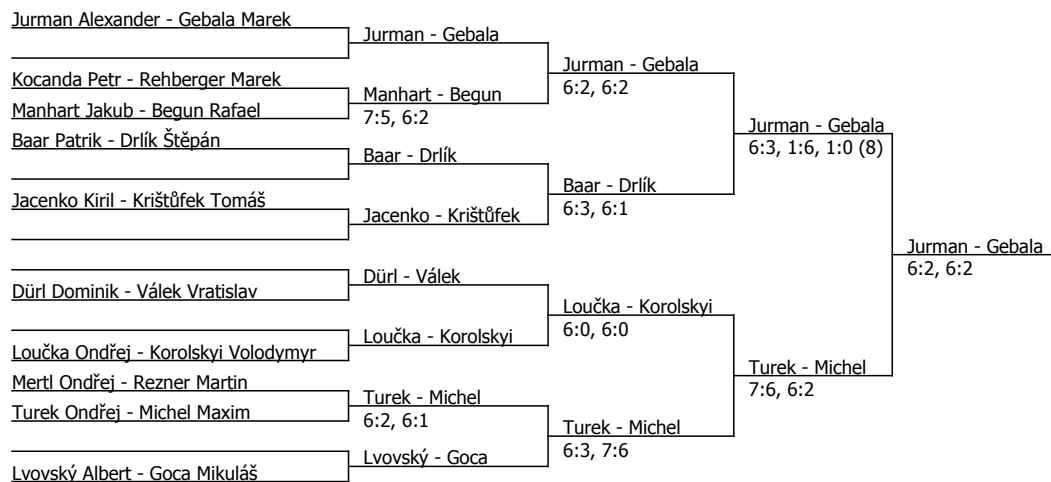 Jurman Alexander - Gebala Marek
Jurman - Gebala
Jurman - Gebala
6:2, 6:2
Kocanda Petr - Rehberger Marek
Manhart - Begun
7:5, 6:2
Manhart Jakub - Begun Rafael
Jurman - Gebala
6:3, 1:6, 1:0 (8)
Baar Patrik - Drlík Štěpán
Baar - Drlík
Baar - Drlík
6:3, 6:1
Jacenko Kiril - Krištůfek Tomáš
Jacenko - Krištůfek
Jurman - Gebala
6:2, 6:2
Dürl - Válek
Dürl Dominik - Válek Vratislav
Loučka - Korolskyi
6:0, 6:0
Loučka - Korolskyi
Loučka Ondřej - Korolskyi Volodymyr
Turek - Michel
7:6, 6:2
Mertl Ondřej - Rezner Martin
Turek - Michel
6:2, 6:1
Turek Ondřej - Michel Maxim
Turek - Michel
6:3, 7:6
Lvovský - Goca
Lvovský Albert - Goca Mikuláš